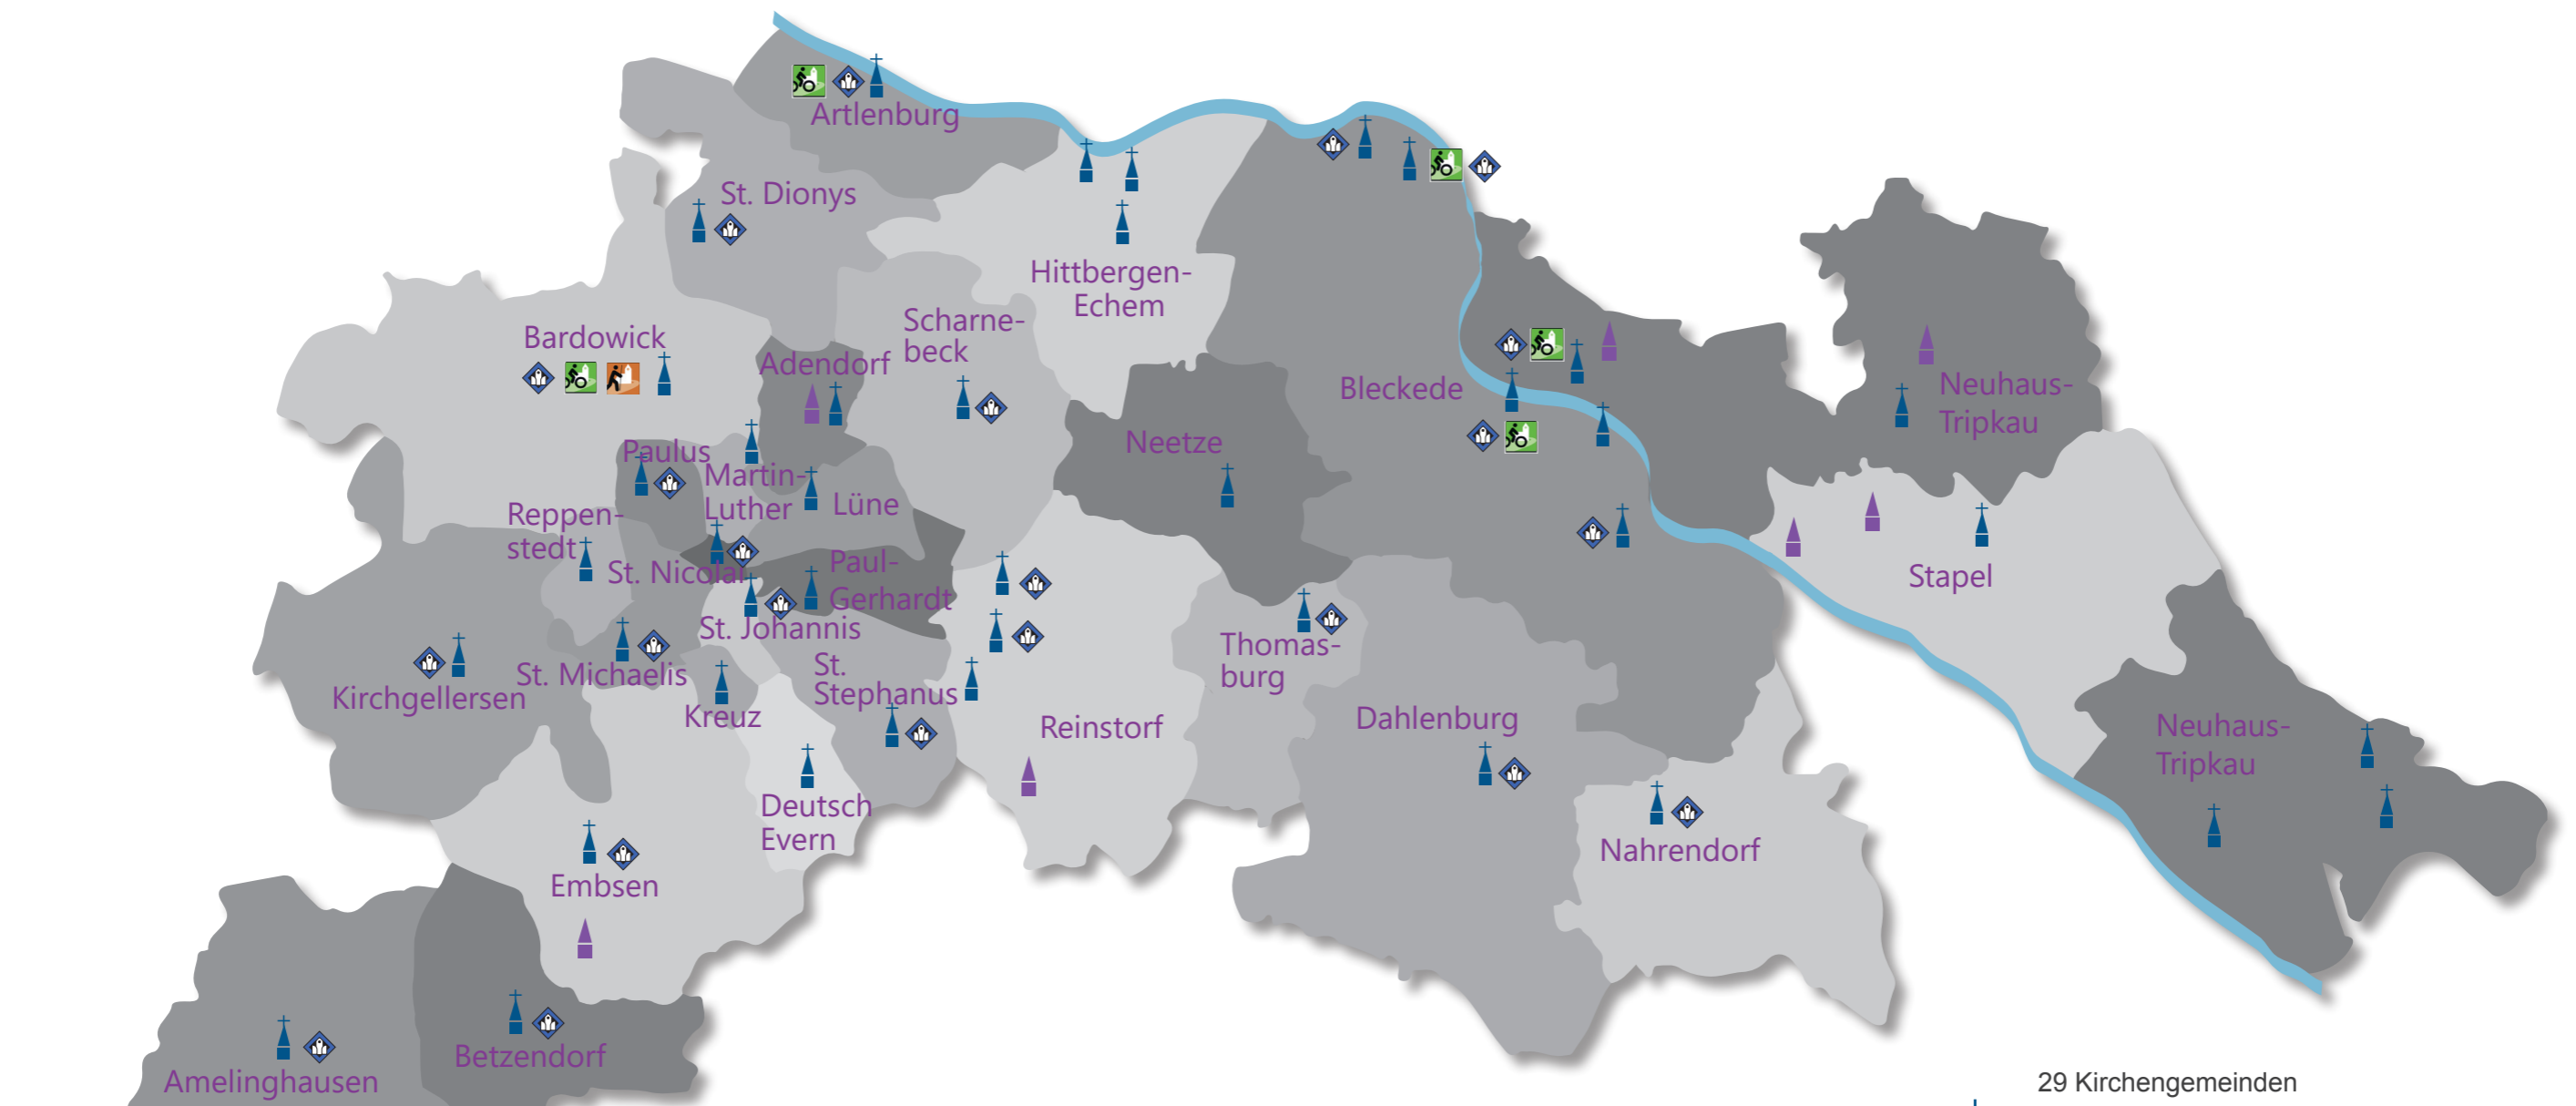 Artlenburg
St. Dionys
Hittbergen-
Echem
Scharne-
beck
Bardowick
Adendorf
Bleckede
Neuhaus-
Tripkau
Neetze
Paulus
Martin-
Luther
Lüne
Reppen-
stedt
St. Nicolai
Paul-
Gerhardt
Stapel
St. Johannis
Thomas-
burg
St. Michaelis
St.
Stephanus
Kirchgellersen
Kreuz
Reinstorf
Dahlenburg
Neuhaus-
Tripkau
Deutsch
Evern
Nahrendorf
Embsen
Betzendorf
Amelinghausen
29 Kirchengemeinden